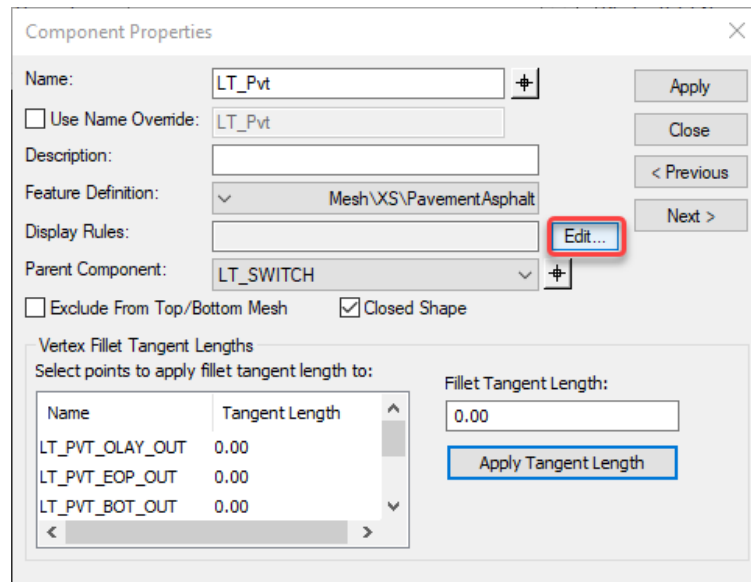 Component Properties
Name:
LT_Pvt
Apply
Use Name Override:
LT_Pvt
Close
Description:
< Previous
Feature Definition:
Mesh\XS\PavementAsphalt
Next >
Display Rules:
Edit...
Parent Component:
LT_SWITCH
Exclude From Top/Bottom Mesh
Closed Shape
Vertex Fillet Tangent Lengths
Select points to apply fillet tangent length to:
Fillet Tangent Length:
Name
Tangent Length
0.00
LT_PVT_OLAY_OUT 0.00
LT_PVT_EOP_OUT 0.00
Apply Tangent Length
LT_PVT_BOT_OUT 0.00